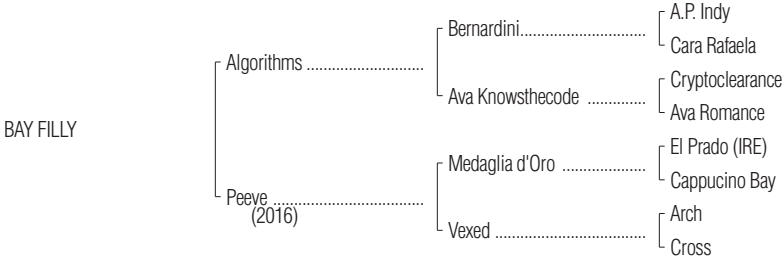 A.P. Indy
Bernardini..............................
Cara Rafaela
Algorithms ............................
Cryptoclearance
Ava Knowsthecode ..............
Ava Romance
BAY FILLY
El Prado (IRE)
Medaglia d'Oro ....................
Cappucino Bay
Peeve ....................................
(2016)
Arch
Vexed ....................................
Cross